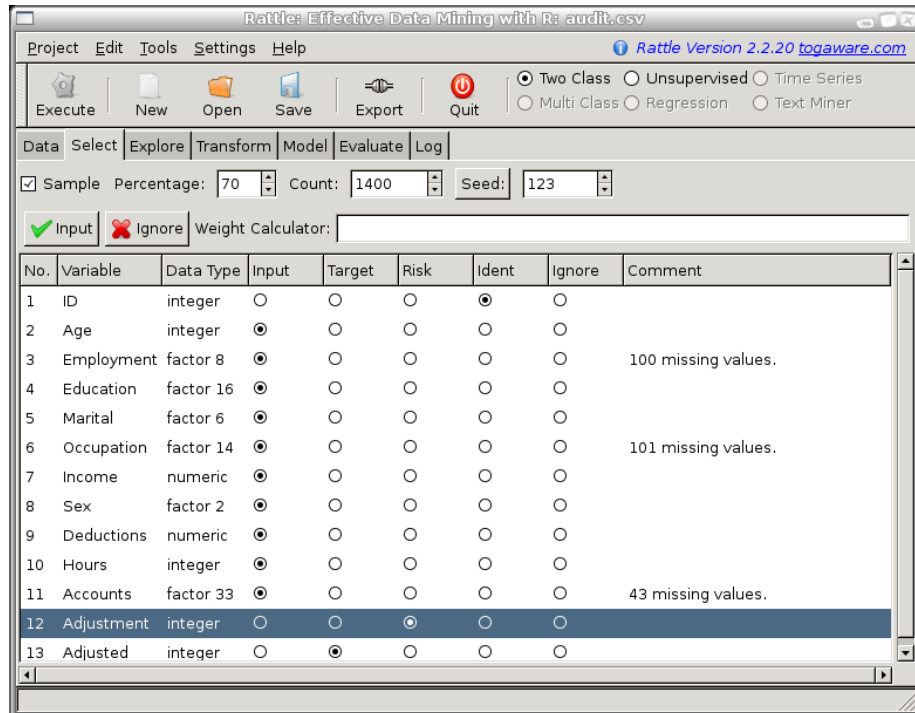 Rattle: Effective Data Mining with R: audit.csv
Project Edit Tools Settings Help Rattle Version 2.2.20 togaware.com
Execute New Open Save Export Quit Two Class Unsupervised Time Series
Multi Class Regression Text Miner
Data Select Explore Transform Model Evaluate Log
Sample Percentage: 70 Count: 1400 Seed: 123
Input Ignore Weight Calculator:
No. Variable Data Type Input Target Risk Ident Ignore Comment
1 ID integer
2 Age integer
3 Employment factor 8 100 missing values.
4 Education factor 16
5 Marital factor 6
6 Occupation factor 14 101 missing values.
7 Income numeric
8 Sex factor 2
9 Deductions numeric
10 Hours integer
11 Accounts factor 33 43 missing values.
12 Adjustment integer
13 Adjusted integer